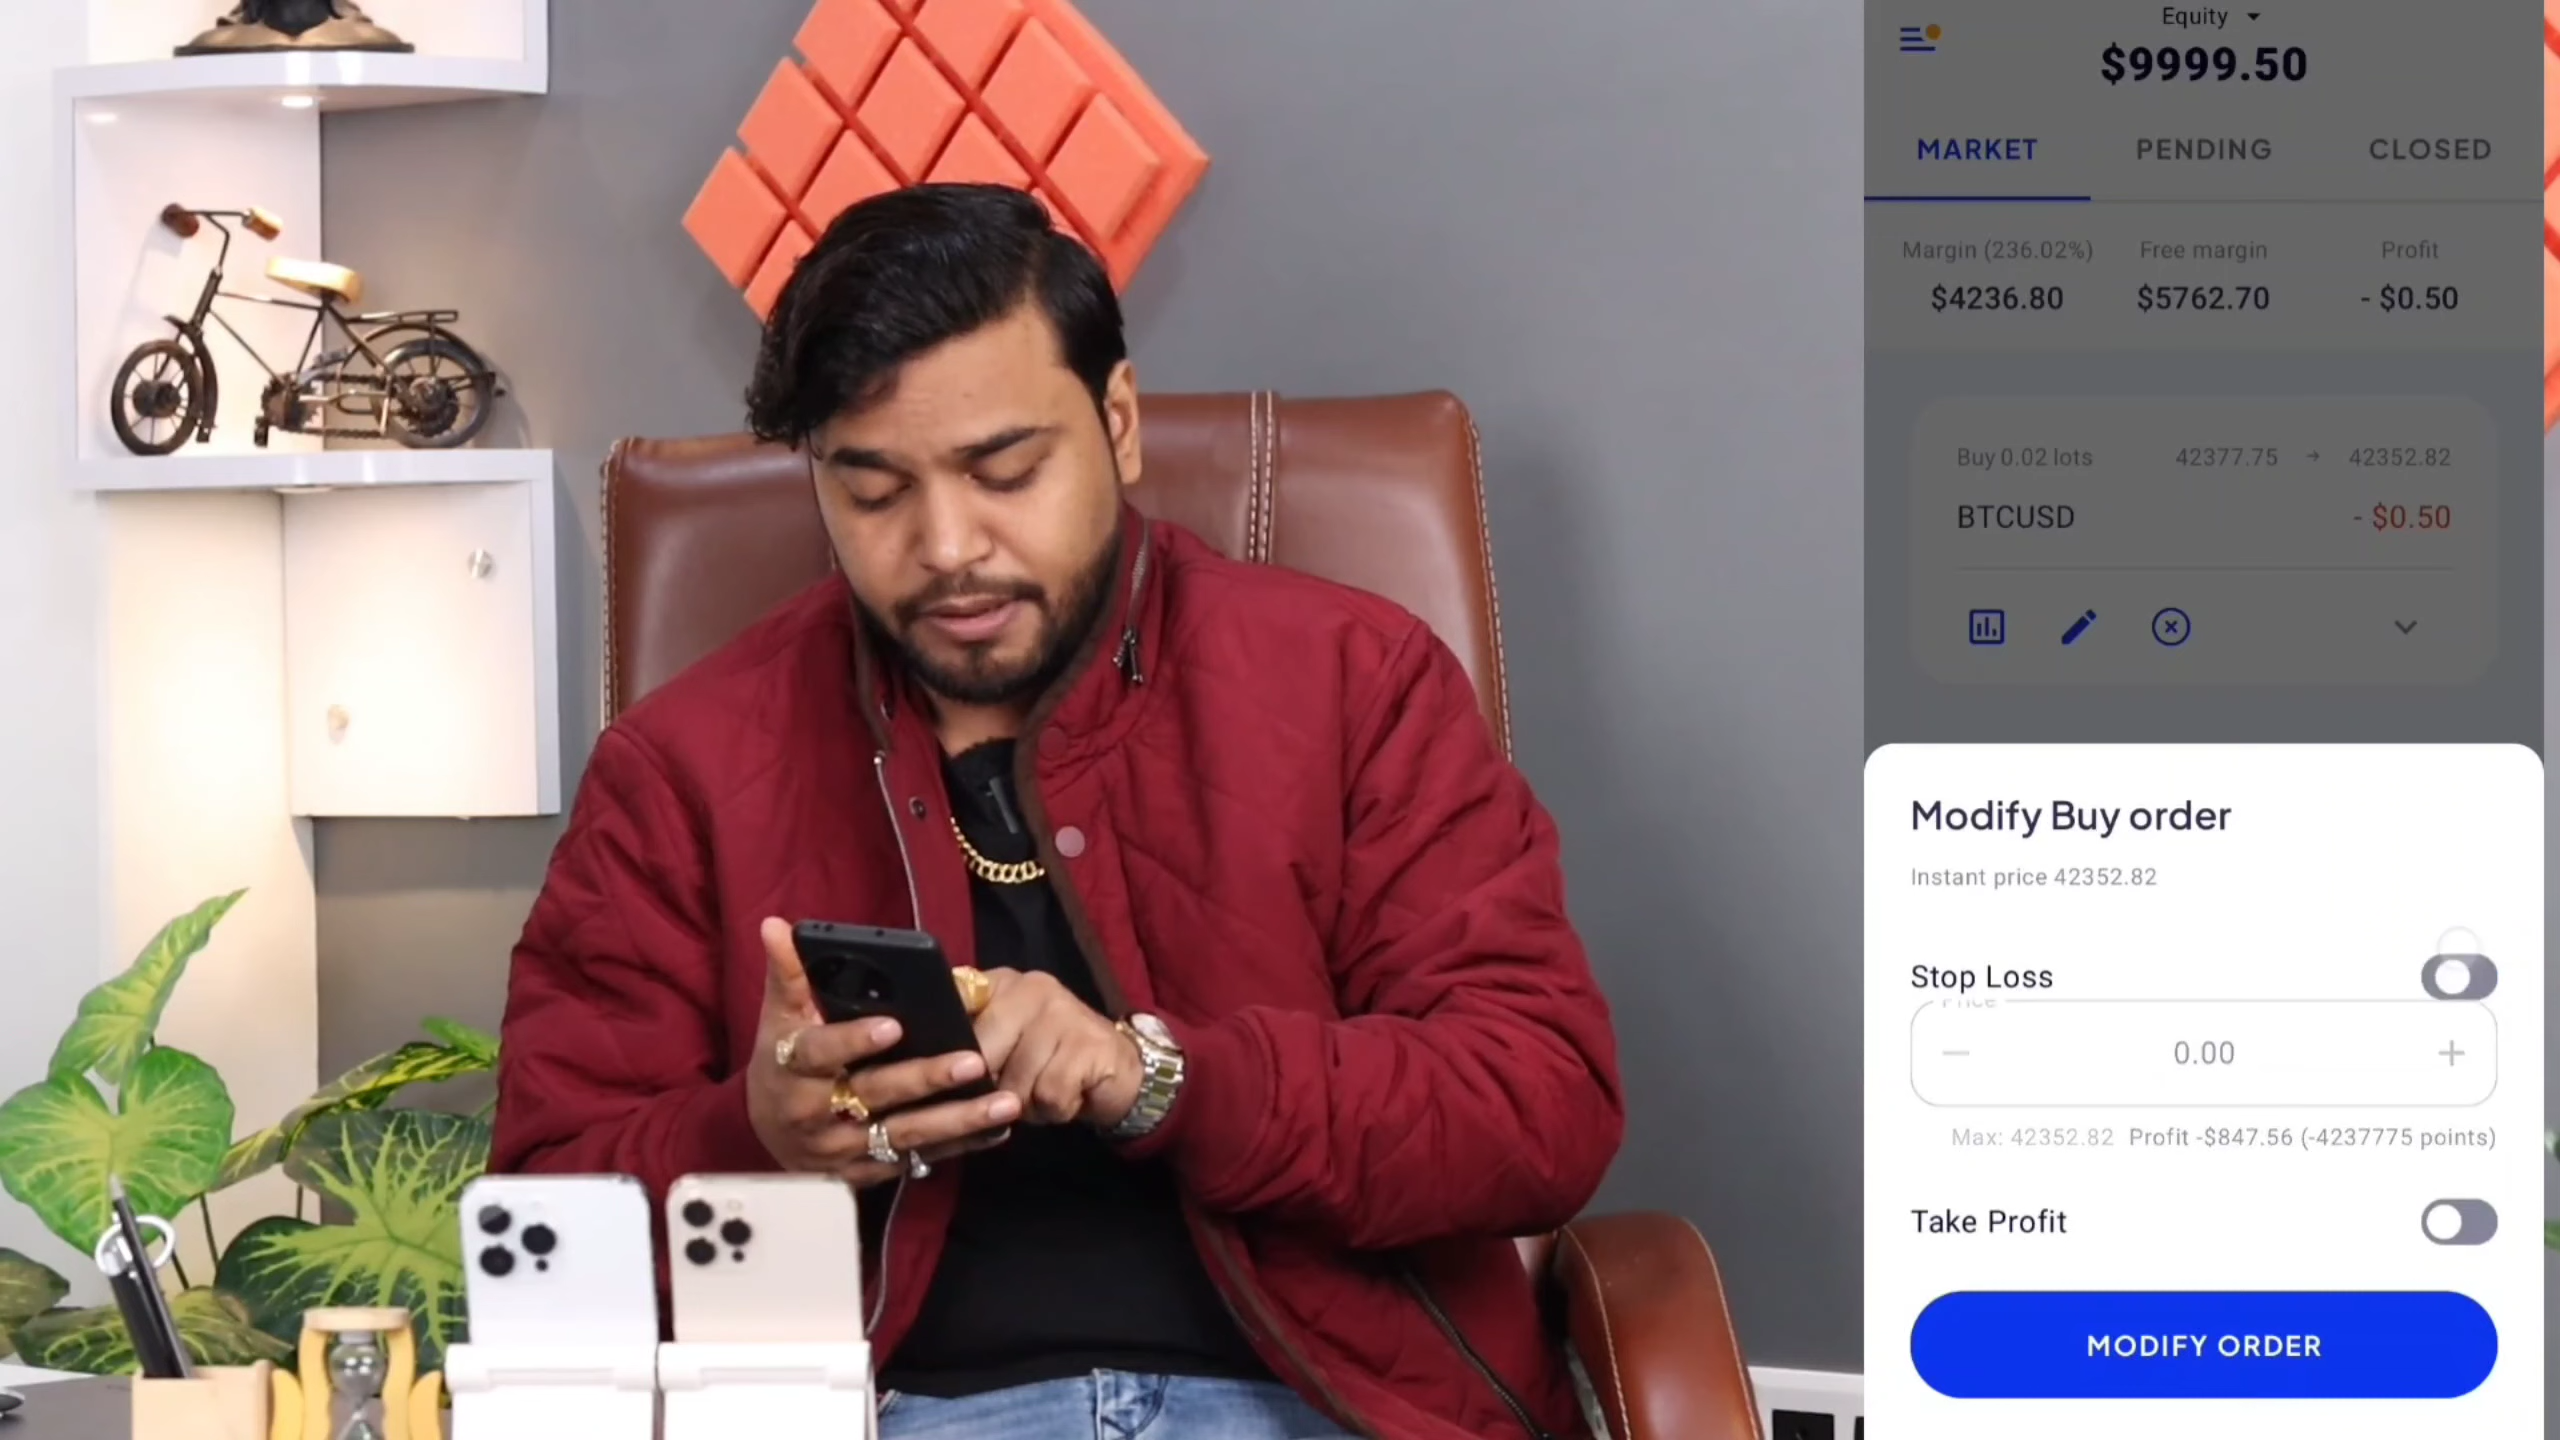 Equity
$9999.50
MARKET PENDING CLOSED
Margin (236.02%) Free margin Profit
$4236.80 $5762.70 - $0.50
Buy 0.02 lots 42377.75 → 42352.82
BTCUSD - $0.50
Modify Buy order
Instant price 42352.82
Stop Loss
Price
0.00
Max: 42352.82 Profit -$847.56 (-4237775 points)
Take Profit
MODIFY ORDER